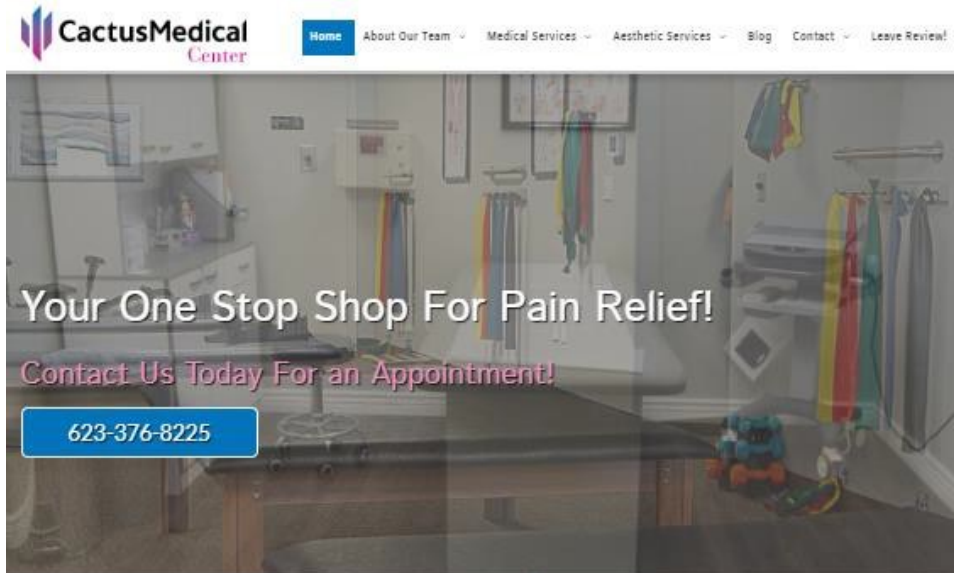 CactusMedical
Center
Home About Our Team Medical Services Aesthetic Services Blog Contact Leave Review!
Your One Stop Shop For Pain Relief!
Contact Us Today For an Appointment!
623-376-8225